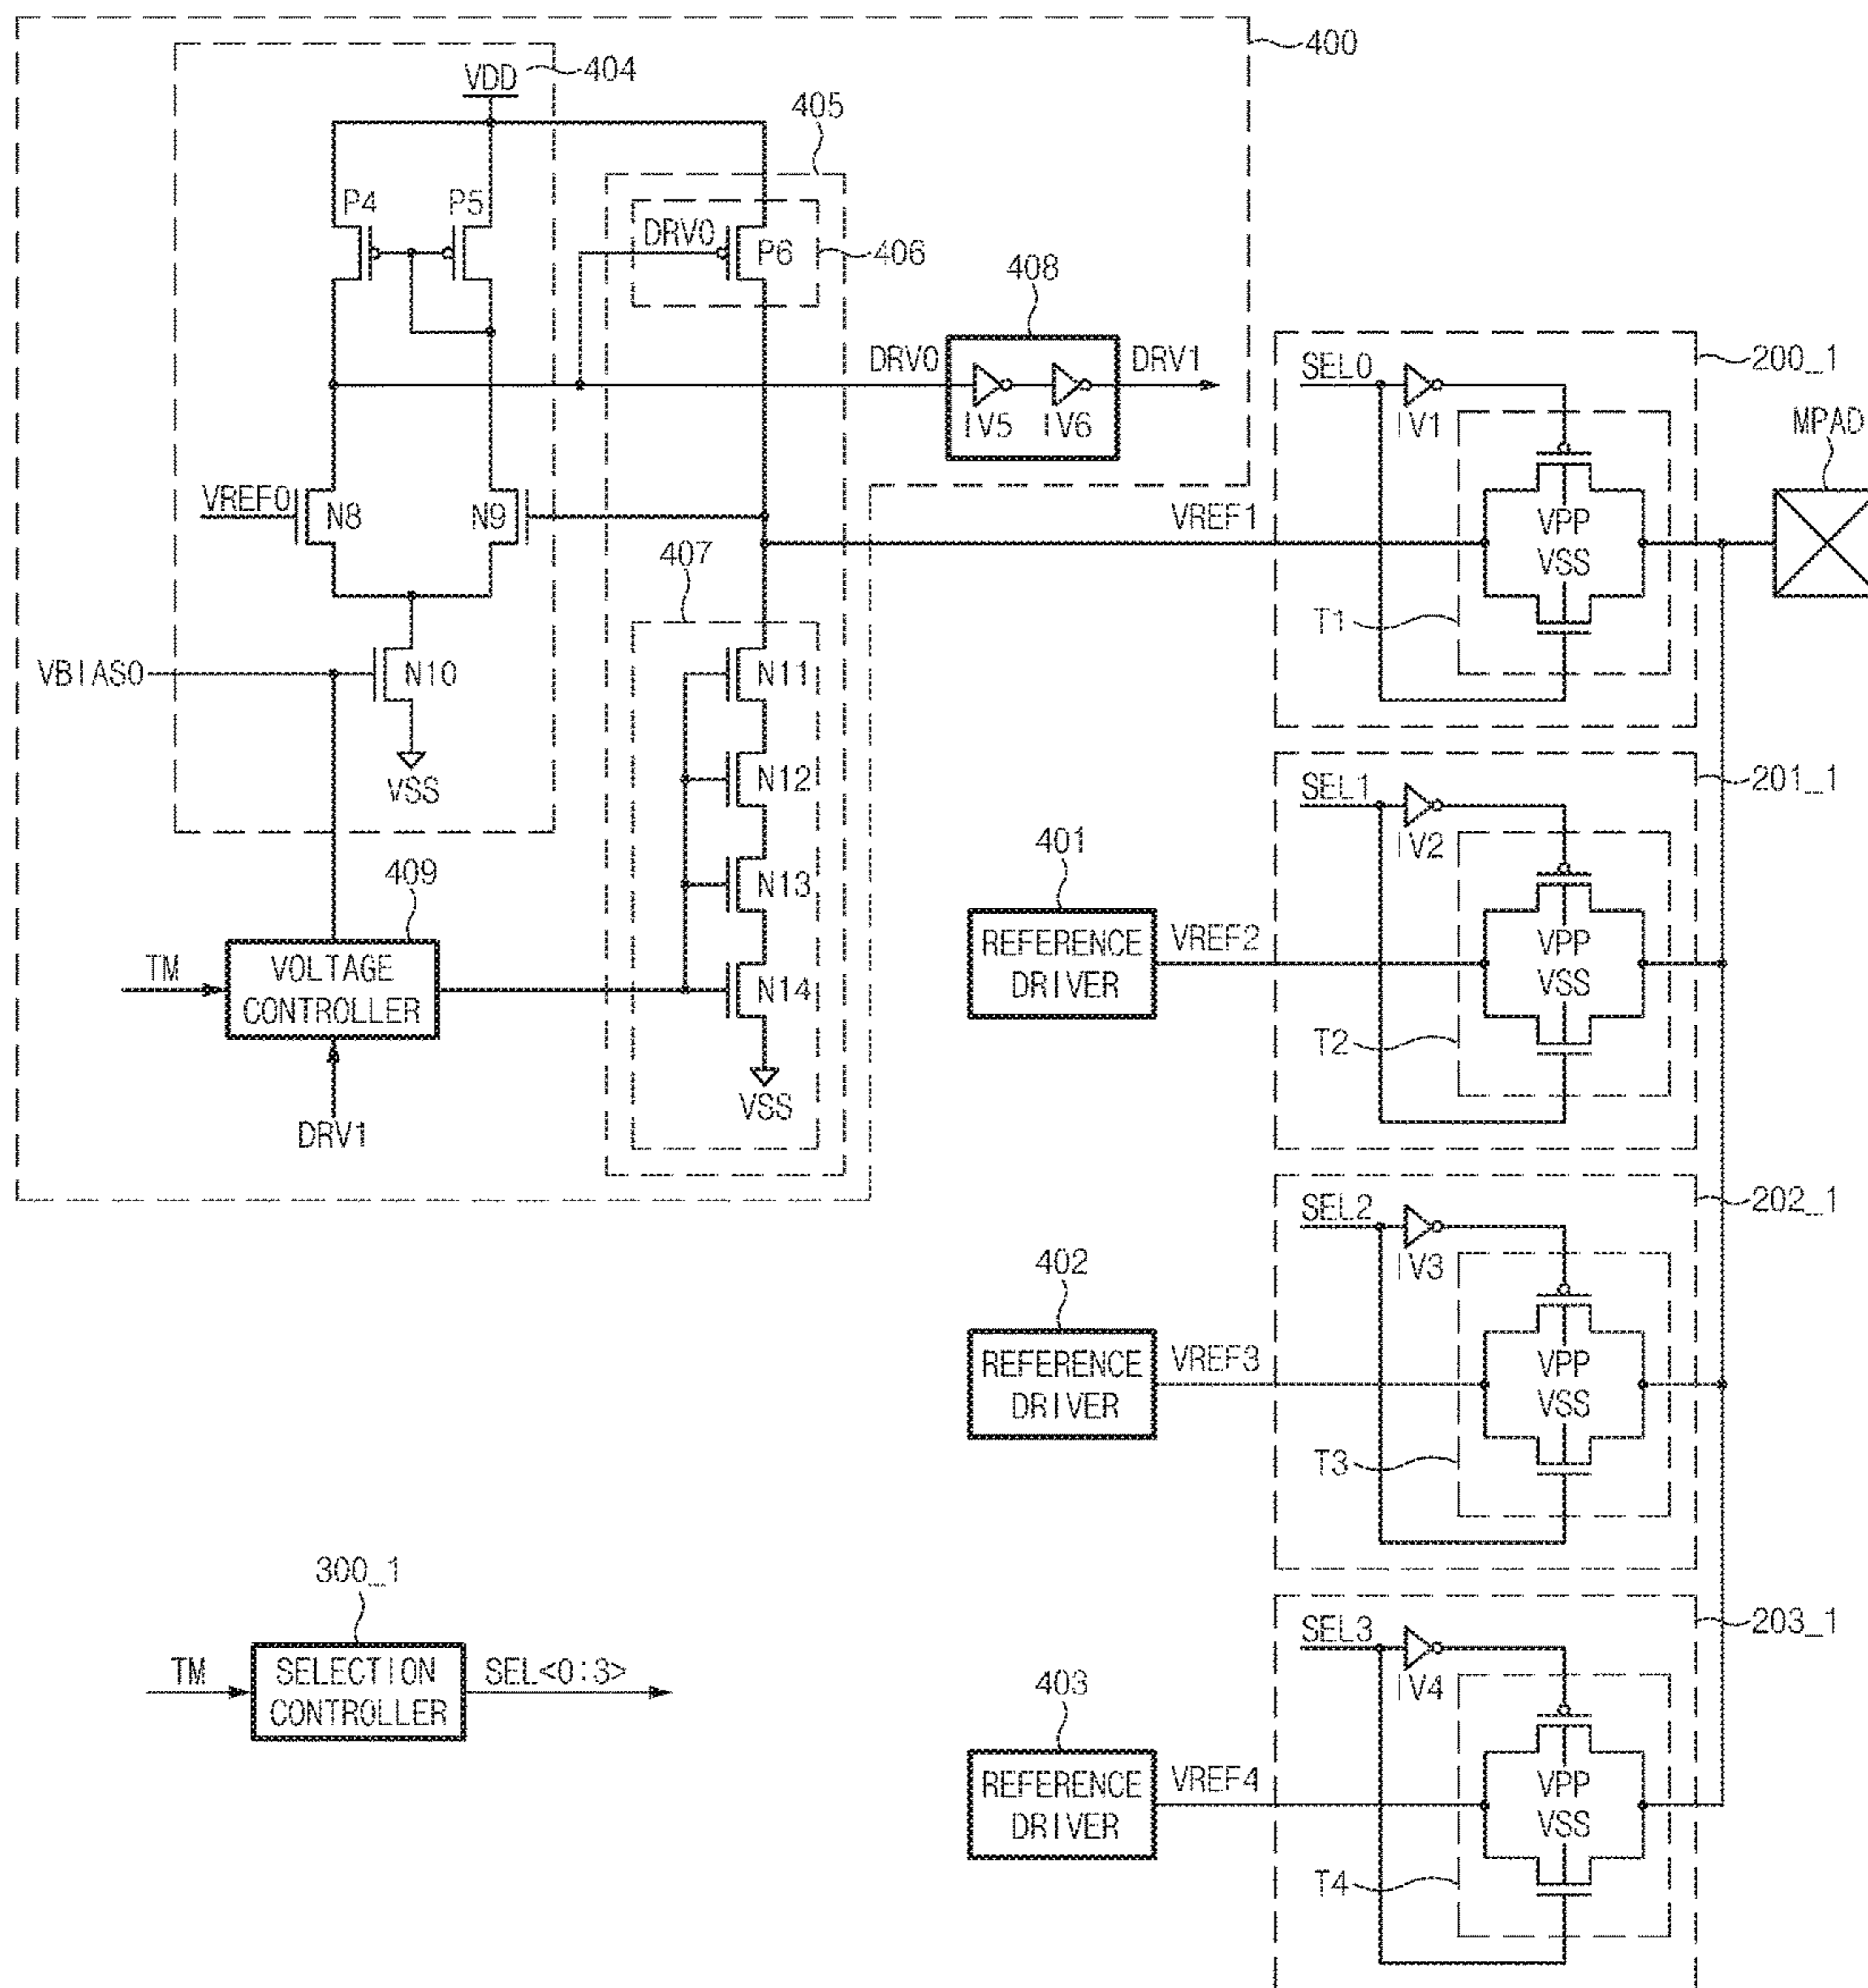 400
404
VDD
405
P4
P5
DRV0
P6
406
408
DRV0
DRV1
IV5
IV6
VREF0
N8
N9
VREF1
407
VBIAS0
N10
N11
VSS
N12
N13
N14
VSS
409
TM
VOLTAGE
CONTROLLER
DRV1
SEL0
200_1
IV1
MPAD
VPP
VSS
T1
SEL1
201_1
IV2
401
REFERENCE
DRIVER
VREF2
VPP
VSS
T2
SEL2
202_1
IV3
402
REFERENCE
DRIVER
VREF3
VPP
VSS
T3
300_1
TM
SELECTION
CONTROLLER
SEL<0:3>
SEL3
203_1
IV4
403
REFERENCE
DRIVER
VREF4
VPP
VSS
T4